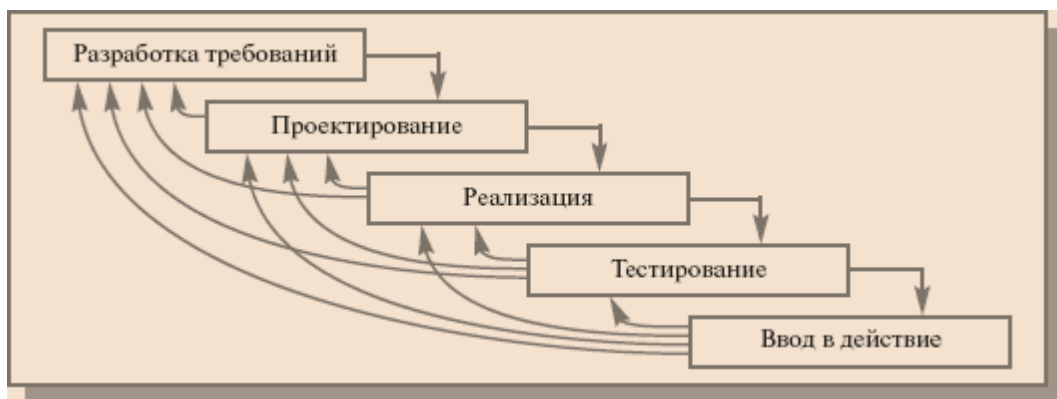 Разработка требований
Проектирование
Реализация
Тестирование
Ввод в действие